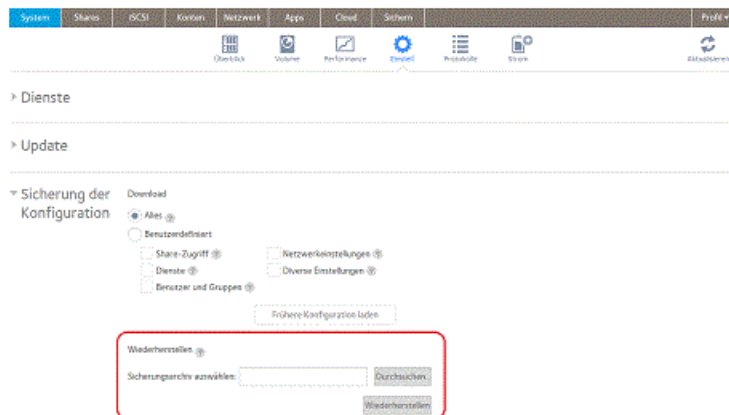 System Shares iSCSI Konten Netzwerk Apps Cloud Sichern Profil
Überblick Volume Performance Einstell Protokolle Strom Aktualisieren
Dienste
Update
Sicherung der Konfiguration
Download
Alles ?
Benutzerdefiniert
Share-Zugriff ? Netzwerkeinstellungen ?
Dienste ? Diverse Einstellungen ?
Benutzer und Gruppen ?
Frühere Konfiguration laden
Wiederherstellen ?
Sicherungsarchiv auswählen: Durchsuchen
Wiederherstellen